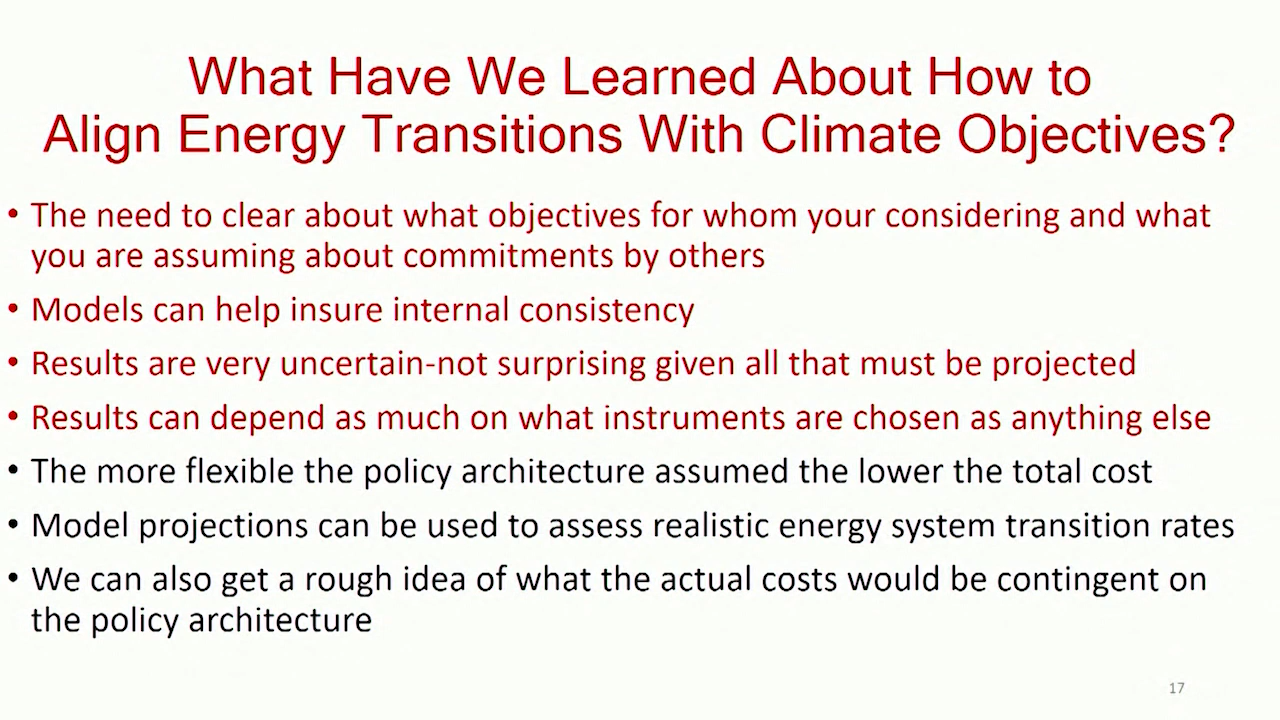 What Have We Learned About How to
Align Energy Transitions With Climate Objectives?
• The need to clear about what objectives for whom your considering and what
you are assuming about commitments by others
• Models can help insure internal consistency
• Results are very uncertain-not surprising given all that must be projected
• Results can depend as much on what instruments are chosen as anything else
• The more flexible the policy architecture assumed the lower the total cost
• Model projections can be used to assess realistic energy system transition rates
• We can also get a rough idea of what the actual costs would be contingent on
the policy architecture
17